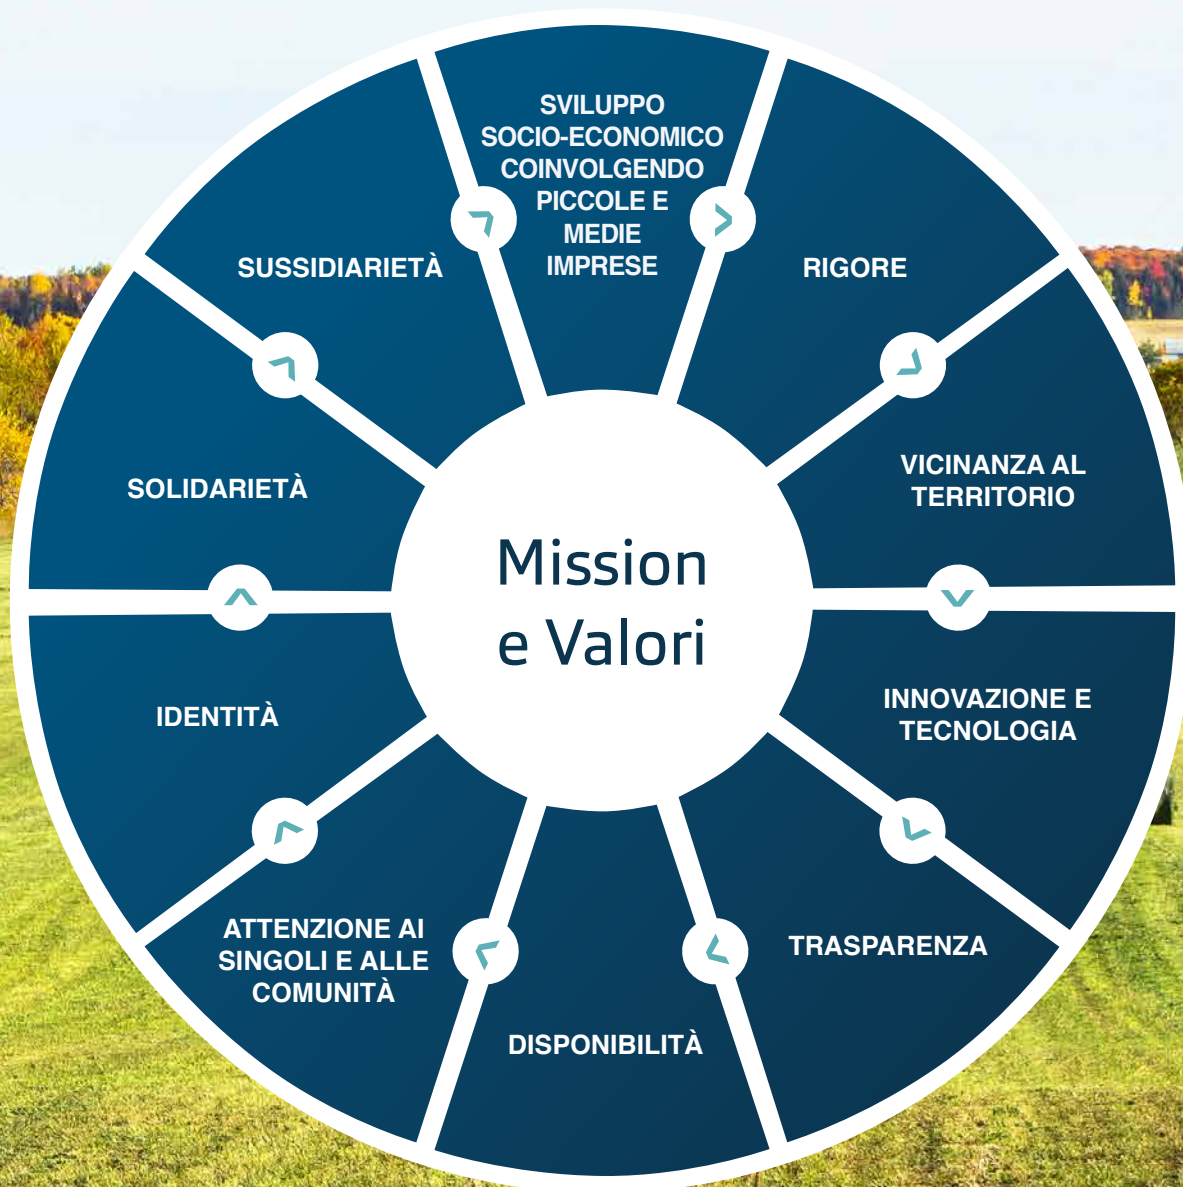 SVILUPPO
SOCIO-ECONOMICO
COINVOLGENDO
PICCOLE E
MEDIE
IMPRESE
RIGORE
VICINANZA AL
TERRITORIO
INNOVAZIONE E
TECNOLOGIA
TRASPARENZA
DISPONIBILITÀ
ATTENZIONE AI
SINGOLI E ALLE
COMUNITÀ
IDENTITÀ
SOLIDARIETÀ
SUSSIDIARIETÀ
Mission
e Valori